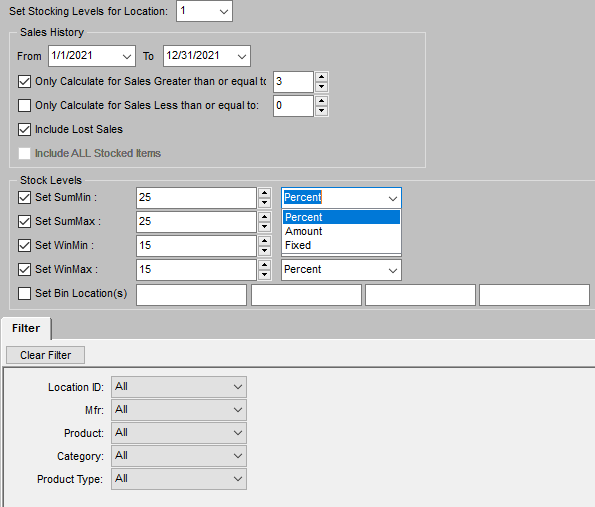 Set Stocking Levels for Location: 1
Sales History
From 1/1/2021 To 12/31/2021
Only Calculate for Sales Greater than or equal to 3
Only Calculate for Sales Less than or equal to: 0
Include Lost Sales
Include ALL Stocked Items
Stock Levels
Set SumMin : 25 Percent
Percent
Set SumMax : 25
Amount
Set WinMin : 15 Fixed
Set WinMax : 15 Percent
Set Bin Location(s)
Filter
Clear Filter
Location ID: All
Mfr: All
Product: All
Category: All
Product Type: All